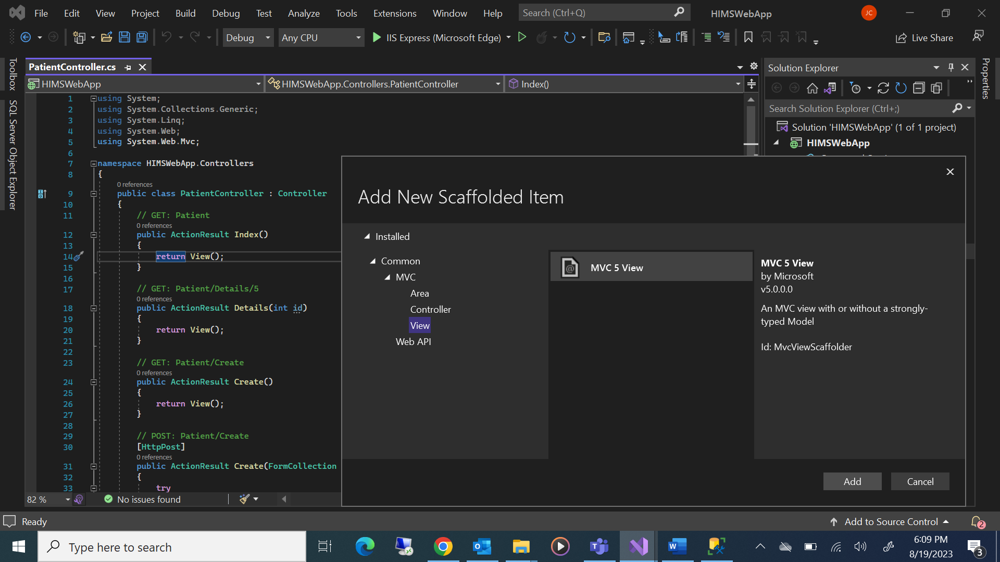 File Edit View Project Build Debug Test Analyze Tools Extensions Window Help Search (Ctrl+Q) HIMSWebApp JC
Debug Any CPU IIS Express (Microsoft Edge) Live Share
Toolbox
SQL Server Object Explorer
PatientController.cs
HIMSWebApp HIMSWebApp.Controllers.PatientController Index()
1 using System;
2 using System.Collections.Generic;
3 using System.Linq;
4 using System.Web;
5 using System.Web.Mvc;
6
7 namespace HIMSWebApp.Controllers
8 {
0 references
9 public class PatientController : Controller
10 {
11 // GET: Patient
0 references
12 public ActionResult Index()
13 {
14 return View();
15 }
16
17 // GET: Patient/Details/5
0 references
18 public ActionResult Details(int id)
19 {
20 return View();
21 }
22
23 // GET: Patient/Create
0 references
24 public ActionResult Create()
25 {
26 return View();
27 }
28
29 // POST: Patient/Create
30 [HttpPost]
0 references
31 public ActionResult Create(FormCollection
32 {
33 try
82 % No issues found
Solution Explorer
Search Solution Explorer (Ctrl+;)
Solution 'HIMSWebApp' (1 of 1 project)
HIMSWebApp
Properties
Add New Scaffolded Item
Installed
Common
MVC
Area
Controller
View
Web API
MVC 5 View
MVC 5 View
by Microsoft
v5.0.0.0
An MVC view with or without a strongly-
typed Model
Id: MvcViewScaffolder
Add Cancel
Ready Add to Source Control 2
Type here to search
6:09 PM
8/19/2023
3